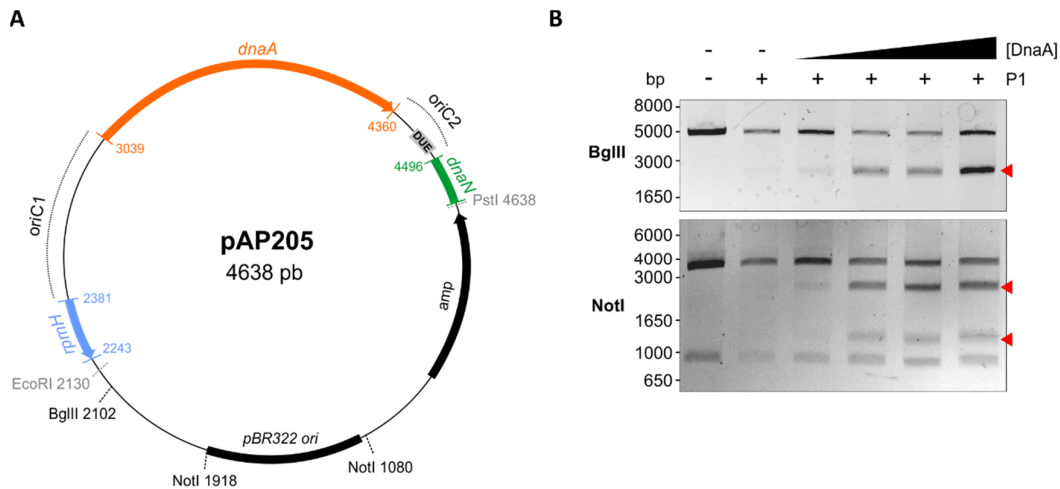 A
dnaA
oriC2
4360
DUE
3039
4496
dnaN
PstI 4638
oriC1
pAP205
4638 pb
amp
2381
rpmH
2243
EcoRI 2130
BglII 2102
pBR322 ori
NotI 1918
NotI 1080
B
- - [DnaA]
bp - + + + + + P1
8000
5000
BglII
3000
1650
6000
4000
3000
NotI
1650
1000
650